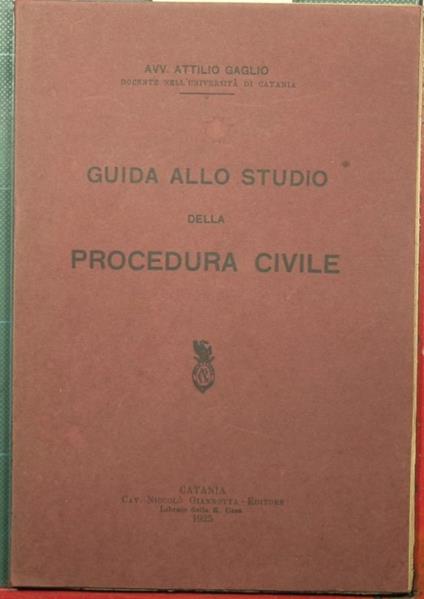 AVV. ATTILIO GAGLIO
DOCENTE NELL'UNIVERSITÀ DI CATANIA
GUIDA ALLO STUDIO
DELLA
PROCEDURA CIVILE
CATANIA
CAV. NICCOLÒ GIANNOTTA - EDITORE
Libraio della R. Casa
1925